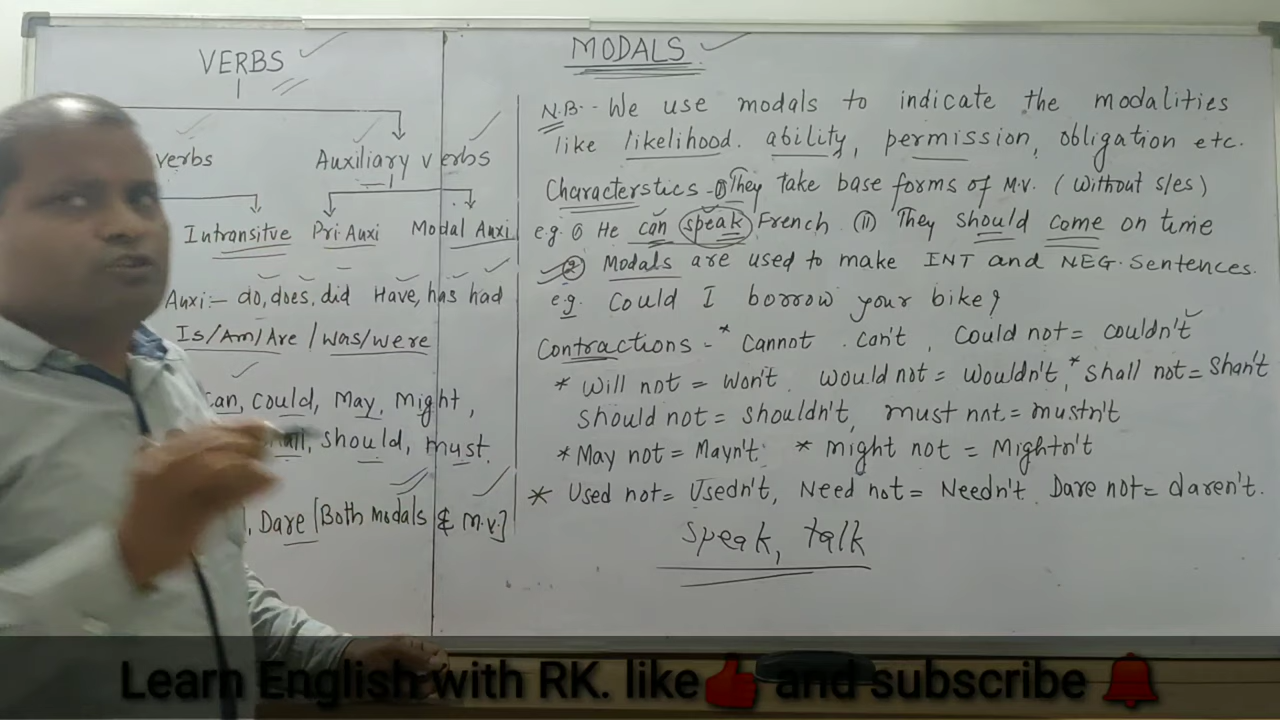 VERBS
verbs Auxiliary verbs
Intransitve Pri Auxi Modal Auxi
Auxi:- do, does, did Have, has had
Is/Am/Are /was/were
can, could, May, Might,
should, must.
, Dare [Both Modals & M.V.]
MODALS
N.B.- We use modals to indicate the modalities
like likelihood. ability, permission, obligation etc.
Characterstics - ① They take base forms of M.V. (without s/es)
e.g. ① He can speak French. (II) They should come on time
② Modals are used to make INT and NEG. Sentences.
e.g. Could I borrow your bike?
Contractions - * Cannot . can't, Could not = couldn't
* Will not = Won't. Would not = Wouldn't, * Shall not = Shan't
Should not = shouldn't, must not = mustn't
* May not = Mayn't. * might not = Mightn't
* Used not = Usedn't, Need not = Needn't. Dare not = daren't.
Speak, talk
Learn English with RK. like👍 and subscribe 🔔